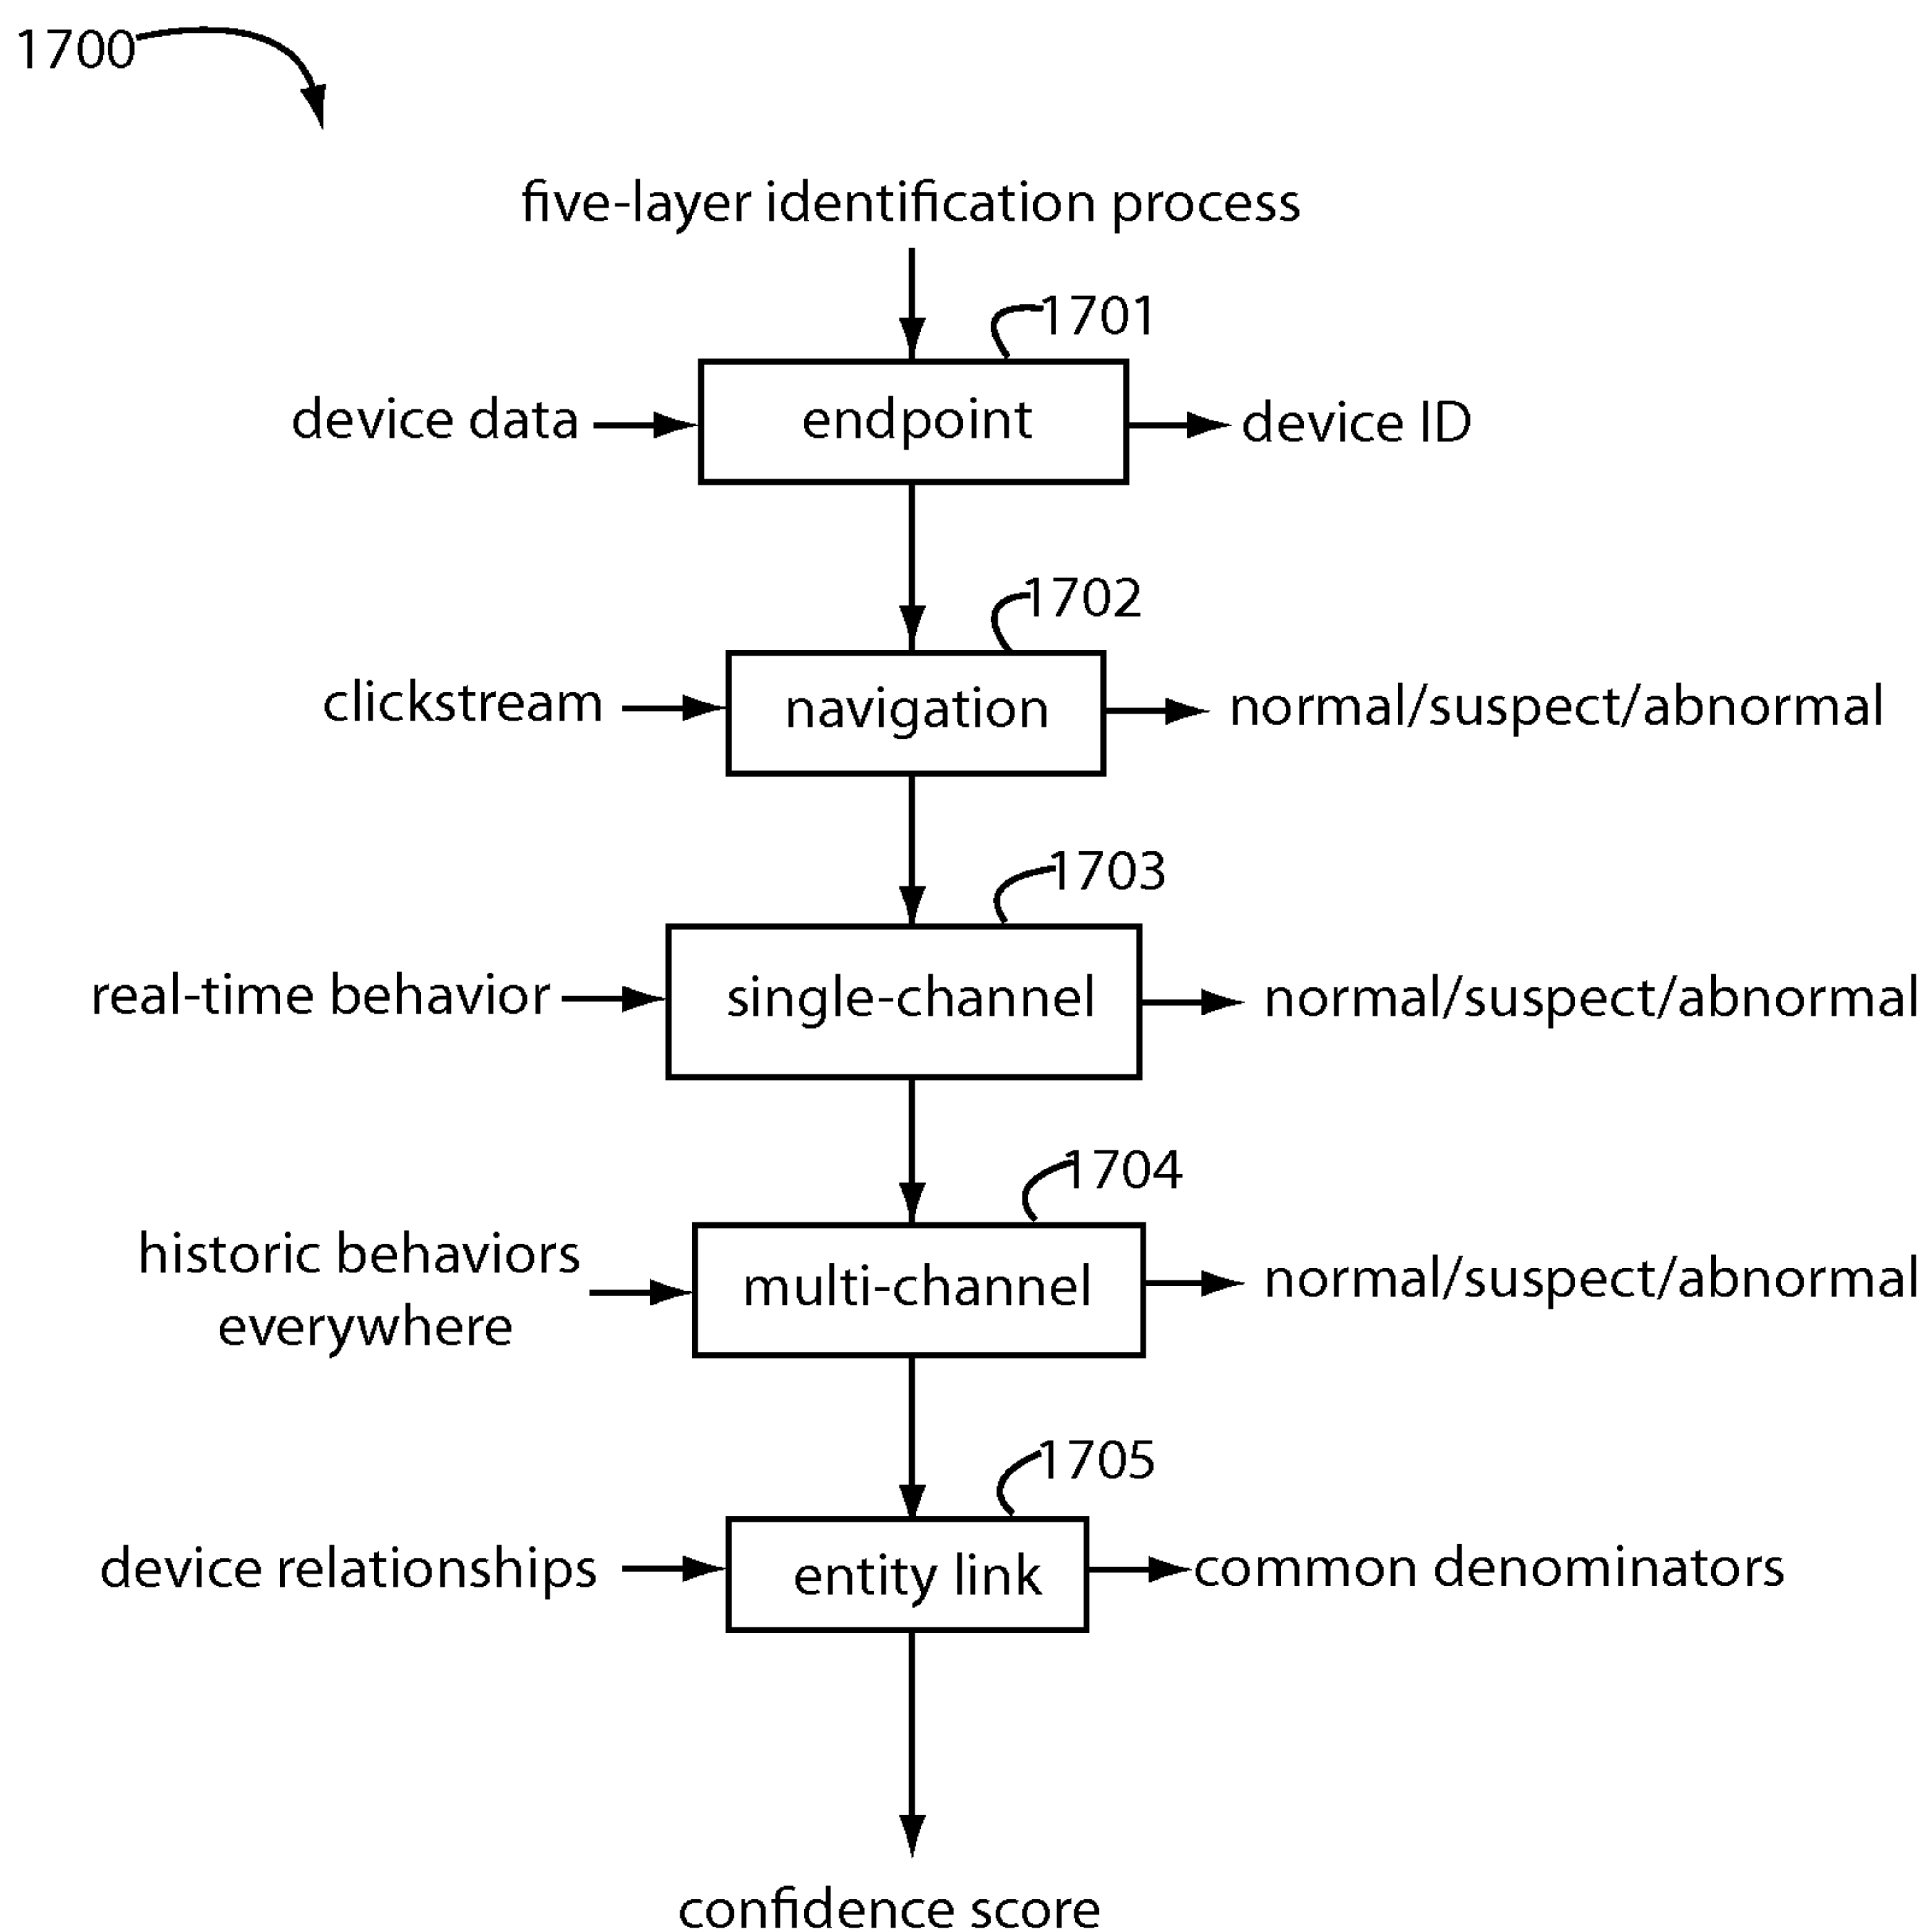 1700
five-layer identification process
1701
device data
endpoint
device ID
1702
clickstream
navigation
normal/suspect/abnormal
1703
real-time behavior
single-channel
normal/suspect/abnormal
1704
historic behaviors
everywhere
multi-channel
normal/suspect/abnormal
1705
device relationships
entity link
common denominators
confidence score